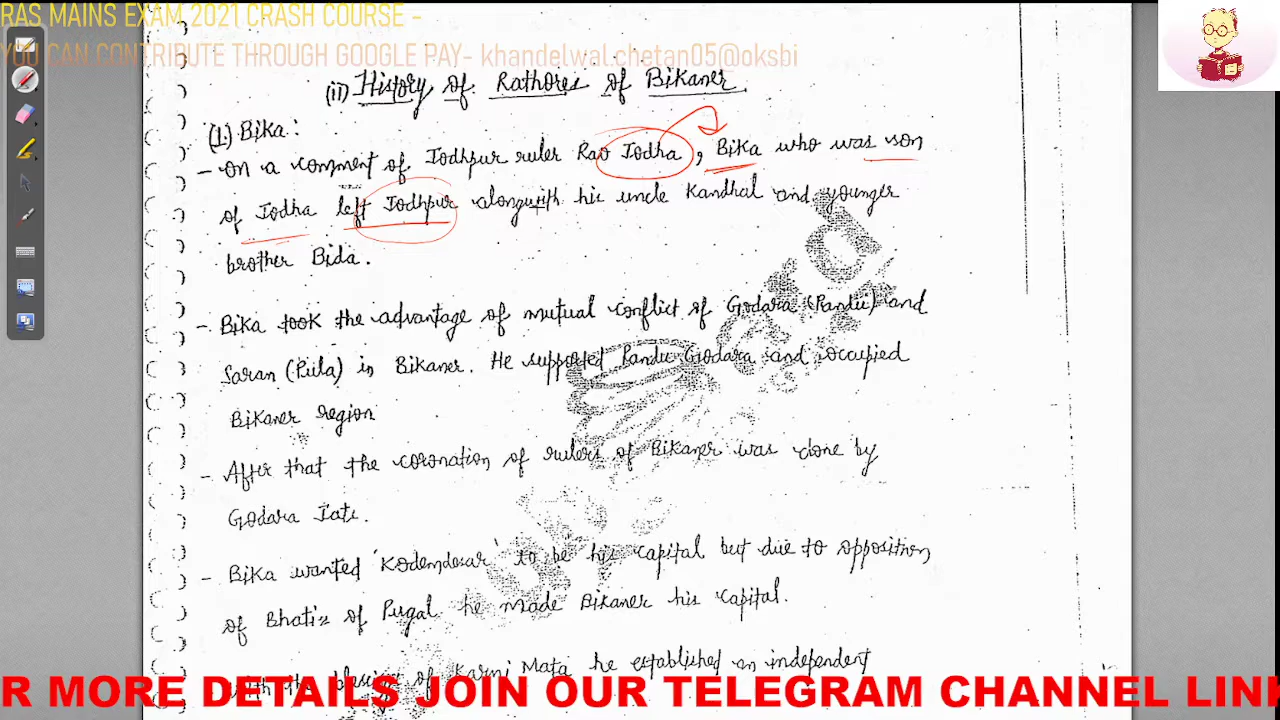 RAS MAINS EXAM 2021 CRASH COURSE -
YOU CAN CONTRIBUTE THROUGH GOOGLE PAY- khandelwal.chetan05@oksbi
(ii) History of Rathores of Bikaner
(1) Bika:
- On a comment of Jodhpur ruler Rao Jodha, Bika who was son
of Jodha left Jodhpur alongwith his uncle Kandhal and younger
brother Bida.
- Bika took the advantage of mutual conflict of Godara (Pandu) and
Saran (Pula) in Bikaner. He supported Pandu Godara and occupied
Bikaner region
- After that the coronation of rulers of Bikaner was done by
Godara Jats.
- Bika wanted 'Kodemdesar' to be his capital but due to opposition
of Bhatis of Pugal he made Bikaner his capital.
with the of Karni Mata he established an independent
R MORE DETAILS JOIN OUR TELEGRAM CHANNEL LINK